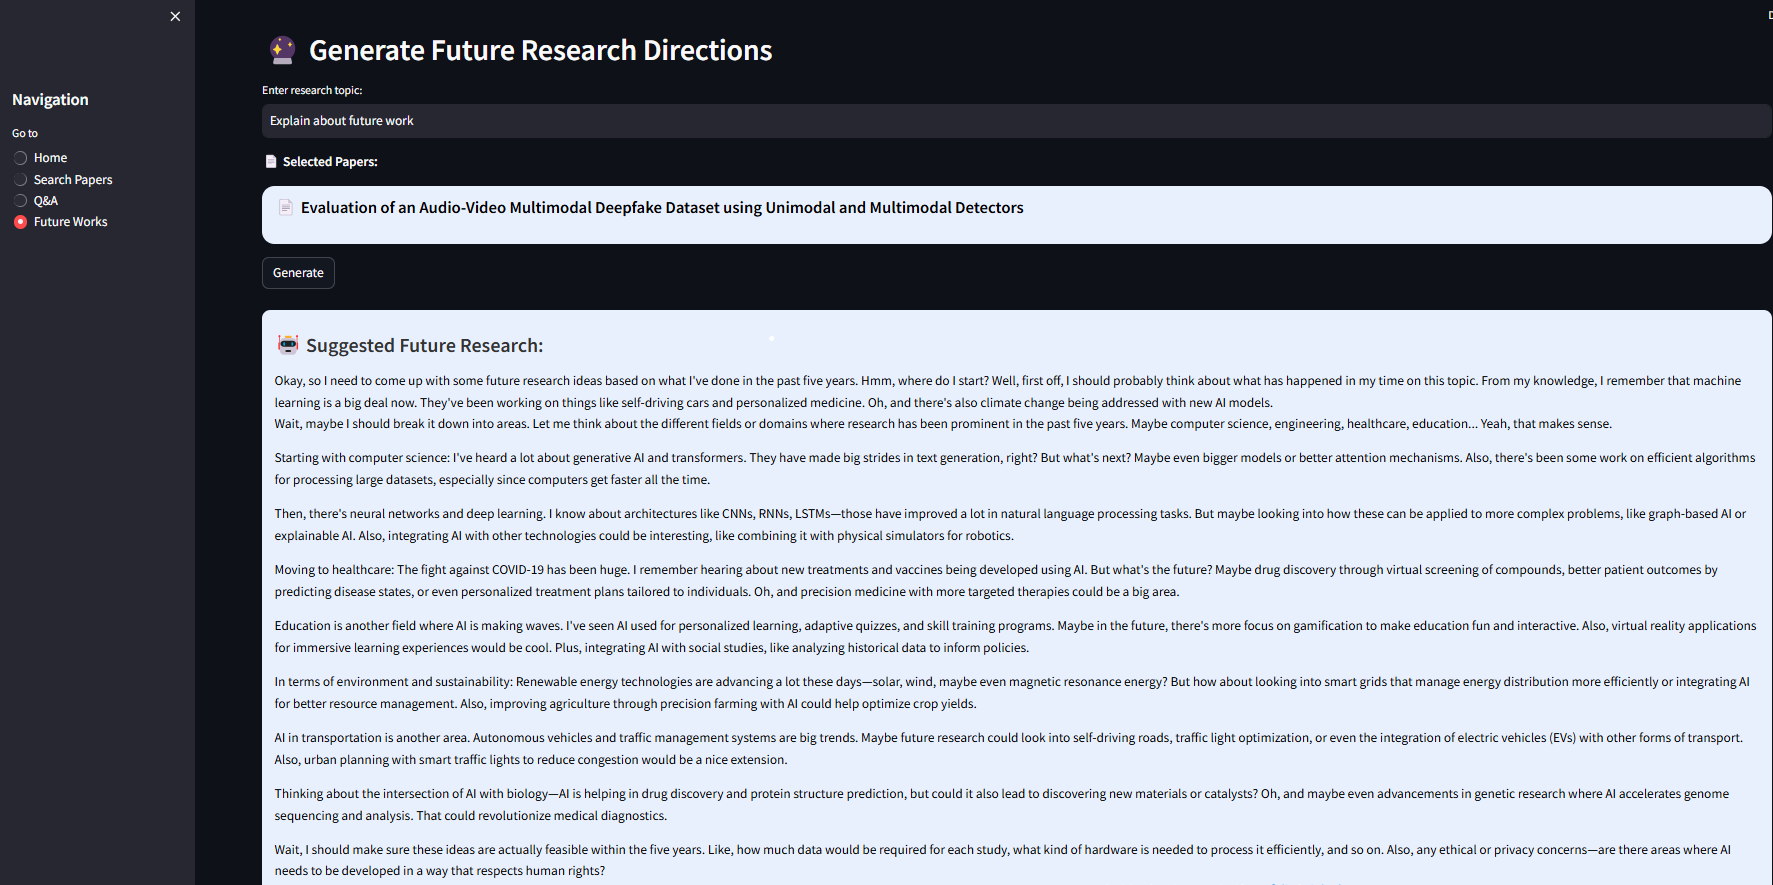 Navigation
Go to
Home
Search Papers
Q&A
Future Works
Generate Future Research Directions
Enter research topic:
Explain about future work
Selected Papers:
Evaluation of an Audio-Video Multimodal Deepfake Dataset using Unimodal and Multimodal Detectors
Generate
Suggested Future Research:
Okay, so I need to come up with some future research ideas based on what I've done in the past five years. Hmm, where do I start? Well, first off, I should probably think about what has happened in my time on this topic. From my knowledge, I remember that machine
learning is a big deal now. They've been working on things like self-driving cars and personalized medicine. Oh, and there's also climate change being addressed with new AI models.
Wait, maybe I should break it down into areas. Let me think about the different fields or domains where research has been prominent in the past five years. Maybe computer science, engineering, healthcare, education... Yeah, that makes sense.
Starting with computer science: I've heard a lot about generative AI and transformers. They have made big strides in text generation, right? But what's next? Maybe even bigger models or better attention mechanisms. Also, there's been some work on efficient algorithms
for processing large datasets, especially since computers get faster all the time.
Then, there's neural networks and deep learning. I know about architectures like CNNs, RNNs, LSTMs—those have improved a lot in natural language processing tasks. But maybe looking into how these can be applied to more complex problems, like graph-based AI or
explainable AI. Also, integrating AI with other technologies could be interesting, like combining it with physical simulators for robotics.
Moving to healthcare: The fight against COVID-19 has been huge. I remember hearing about new treatments and vaccines being developed using AI. But what's the future? Maybe drug discovery through virtual screening of compounds, better patient outcomes by
predicting disease states, or even personalized treatment plans tailored to individuals. Oh, and precision medicine with more targeted therapies could be a big area.
Education is another field where AI is making waves. I've seen AI used for personalized learning, adaptive quizzes, and skill training programs. Maybe in the future, there's more focus on gamification to make education fun and interactive. Also, virtual reality applications
for immersive learning experiences would be cool. Plus, integrating AI with social studies, like analyzing historical data to inform policies.
In terms of environment and sustainability: Renewable energy technologies are advancing a lot these days—solar, wind, maybe even magnetic resonance energy? But how about looking into smart grids that manage energy distribution more efficiently or integrating AI
for better resource management. Also, improving agriculture through precision farming with AI could help optimize crop yields.
AI in transportation is another area. Autonomous vehicles and traffic management systems are big trends. Maybe future research could look into self-driving roads, traffic light optimization, or even the integration of electric vehicles (EVs) with other forms of transport.
Also, urban planning with smart traffic lights to reduce congestion would be a nice extension.
Thinking about the intersection of AI with biology—AI is helping in drug discovery and protein structure prediction, but could it also lead to discovering new materials or catalysts? Oh, and maybe even advancements in genetic research where AI accelerates genome
sequencing and analysis. That could revolutionize medical diagnostics.
Wait, I should make sure these ideas are actually feasible within the five years. Like, how much data would be required for each study, what kind of hardware is needed to process it efficiently, and so on. Also, any ethical or privacy concerns—are there areas where AI
needs to be developed in a way that respects human rights?